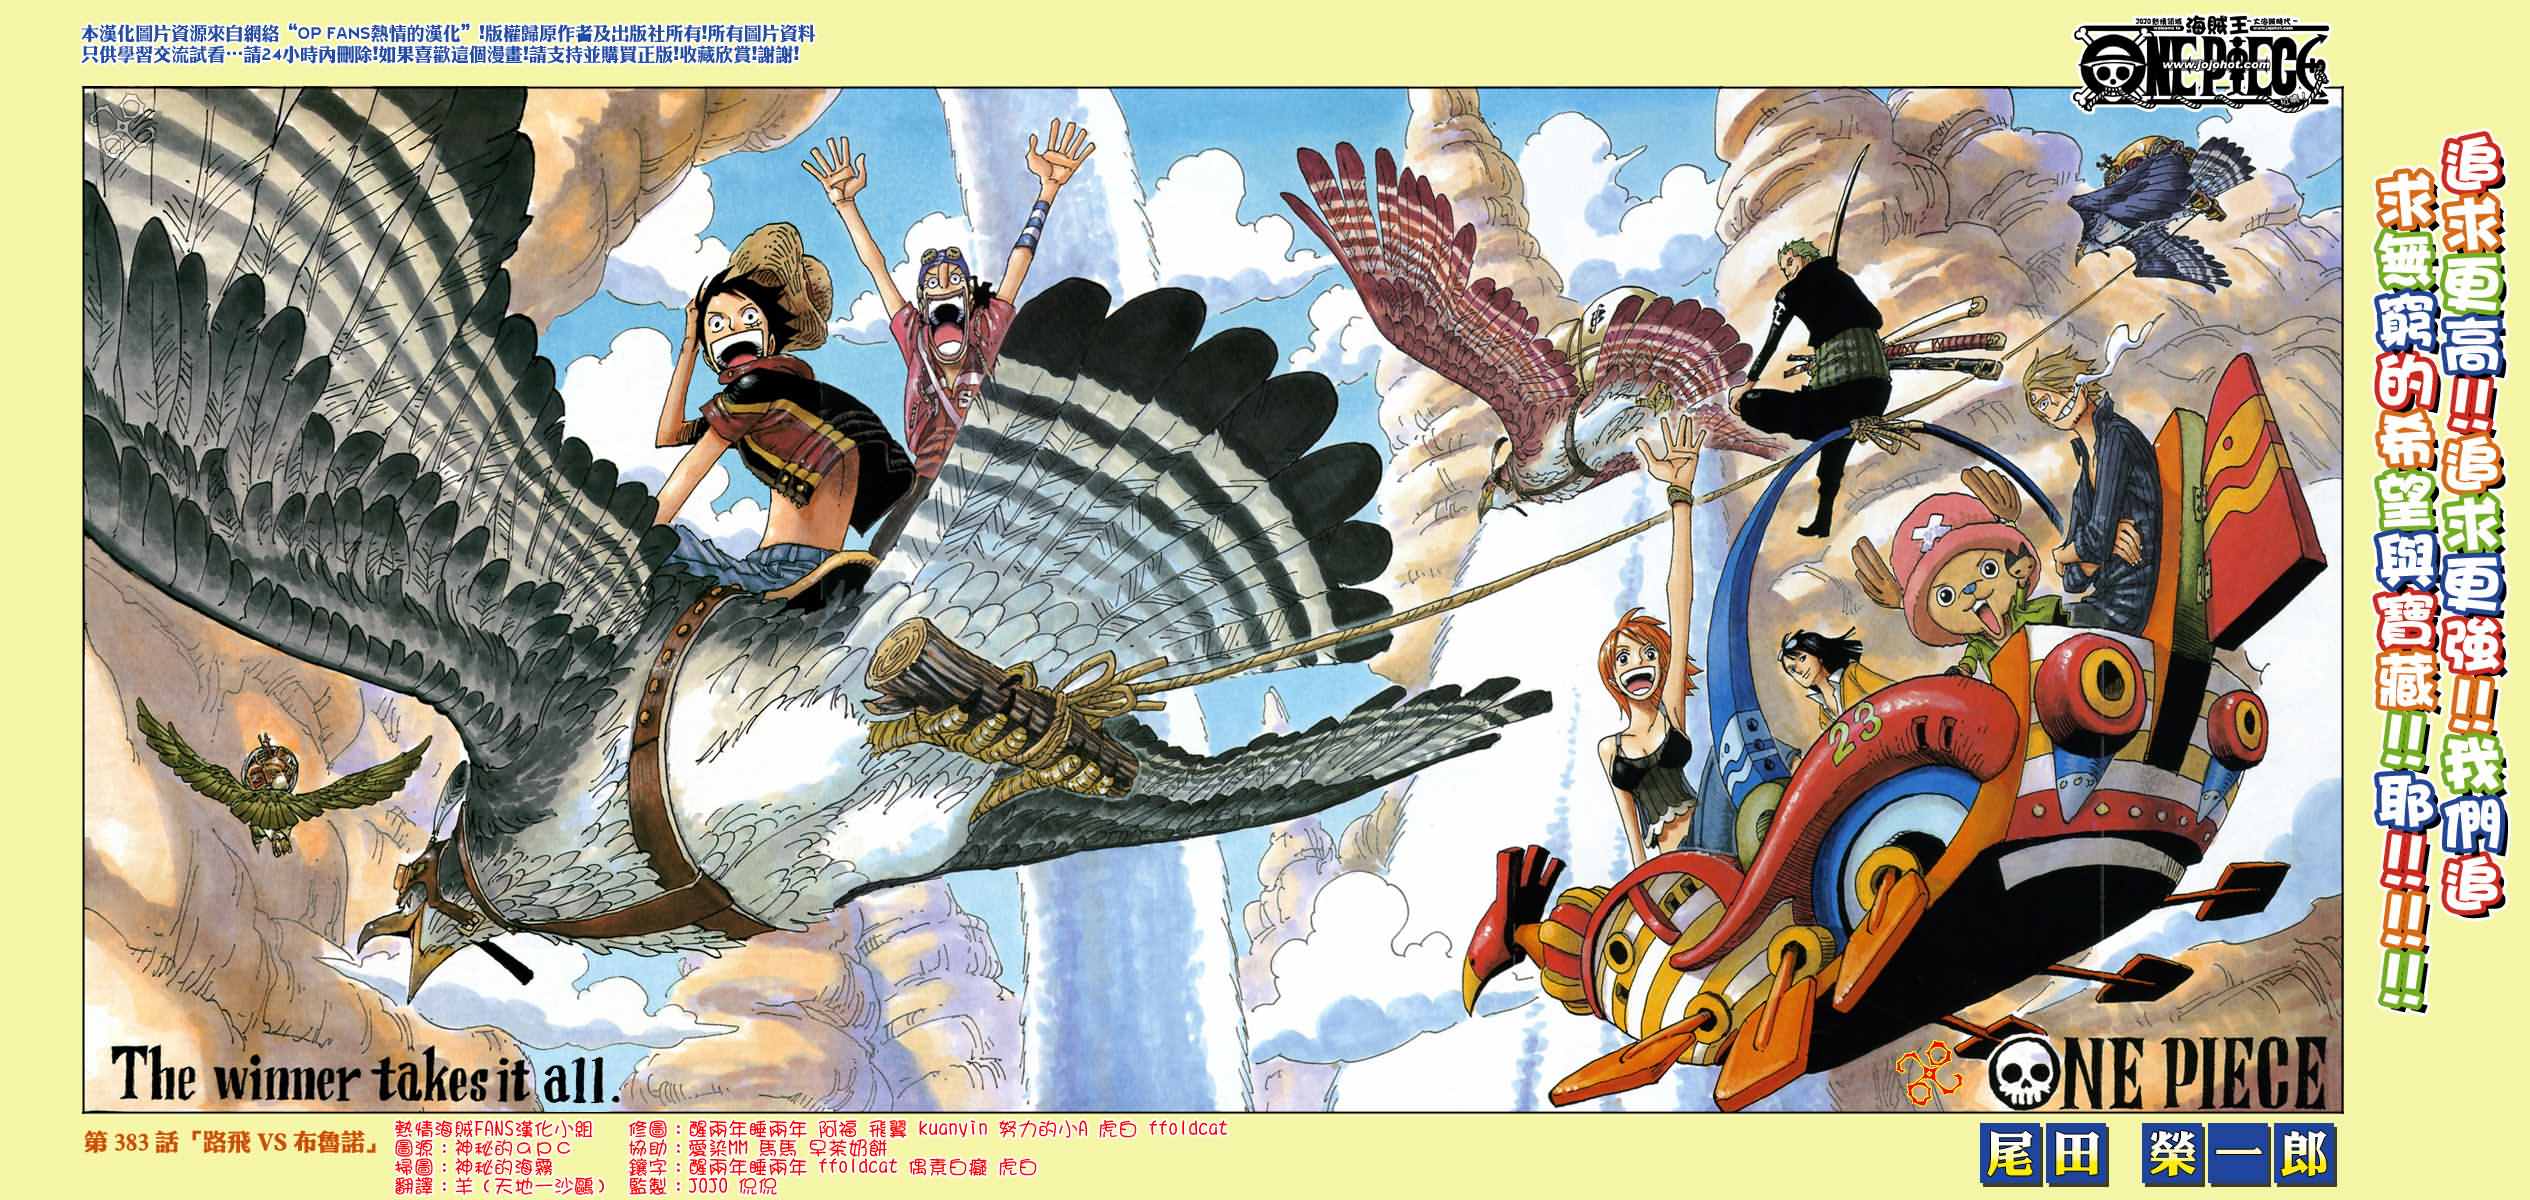 本漢化圖片資源來自網絡“OP FANS熱情的漢化”!版權歸原作者及出版社所有!所有圖片資料
只供學習交流試看…請24小時內刪除!如果喜歡這個漫畫!請支持並購買正版!收藏欣賞!謝謝!
海賊王
ONE PIECE
www.jojohot.com
追求更高!!追求更強!!我們追
求無窮的希望與寶藏!!耶!!!!!!
23
The winner takes it all.
ONE PIECE
第 383 話「路飛 VS 布魯諾」
熱情海賊FANS漢化小組
圖源：神秘的apc
掃圖：神秘的海霧
翻譯：羊（天地一沙鷗）
修圖：醒兩年睡兩年 阿福 飛翼 kuanyin 努力的小A 虎白 ffoldcat
協助：愛染MM 馬馬 早茶奶餅
鑲字：醒兩年睡兩年 ffoldcat 偶素白癡 虎白
監製：JOJO 侃侃
尾田 榮一郎